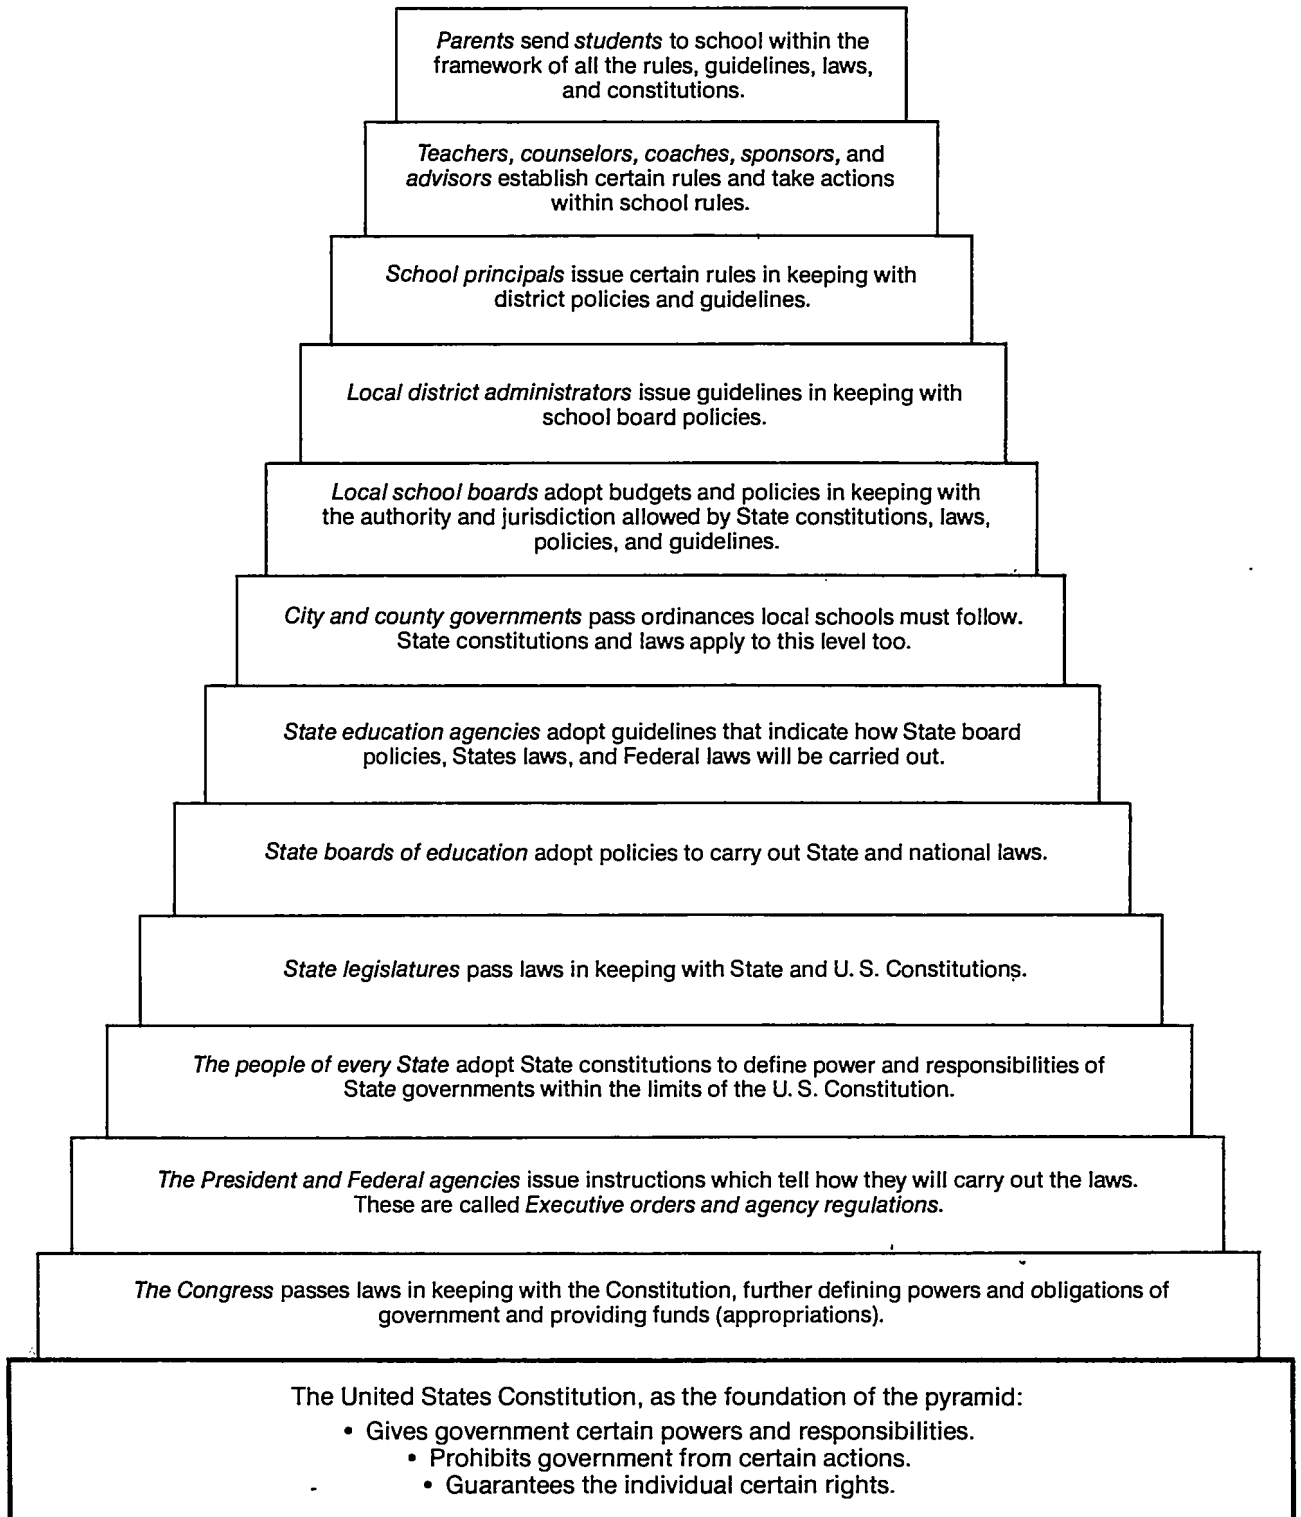 Parents send students to school within the
framework of all the rules, guidelines, laws,
and constitutions.
Teachers, counselors, coaches, sponsors, and
advisors establish certain rules and take actions
within school rules.
School principals issue certain rules in keeping with
district policies and guidelines.
Local district administrators issue guidelines in keeping with
school board policies.
Local school boards adopt budgets and policies in keeping with
the authority and jurisdiction allowed by State constitutions, laws,
policies, and guidelines.
City and county governments pass ordinances local schools must follow.
State constitutions and laws apply to this level too.
State education agencies adopt guidelines that indicate how State board
policies, States laws, and Federal laws will be carried out.
State boards of education adopt policies to carry out State and national laws.
State legislatures pass laws in keeping with State and U. S. Constitutions.
The people of every State adopt State constitutions to define power and responsibilities of
State governments within the limits of the U. S. Constitution.
The President and Federal agencies issue instructions which tell how they will carry out the laws.
These are called Executive orders and agency regulations.
The Congress passes laws in keeping with the Constitution, further defining powers and obligations of
government and providing funds (appropriations).
The United States Constitution, as the foundation of the pyramid:
• Gives government certain powers and responsibilities.
• Prohibits government from certain actions.
• Guarantees the individual certain rights.